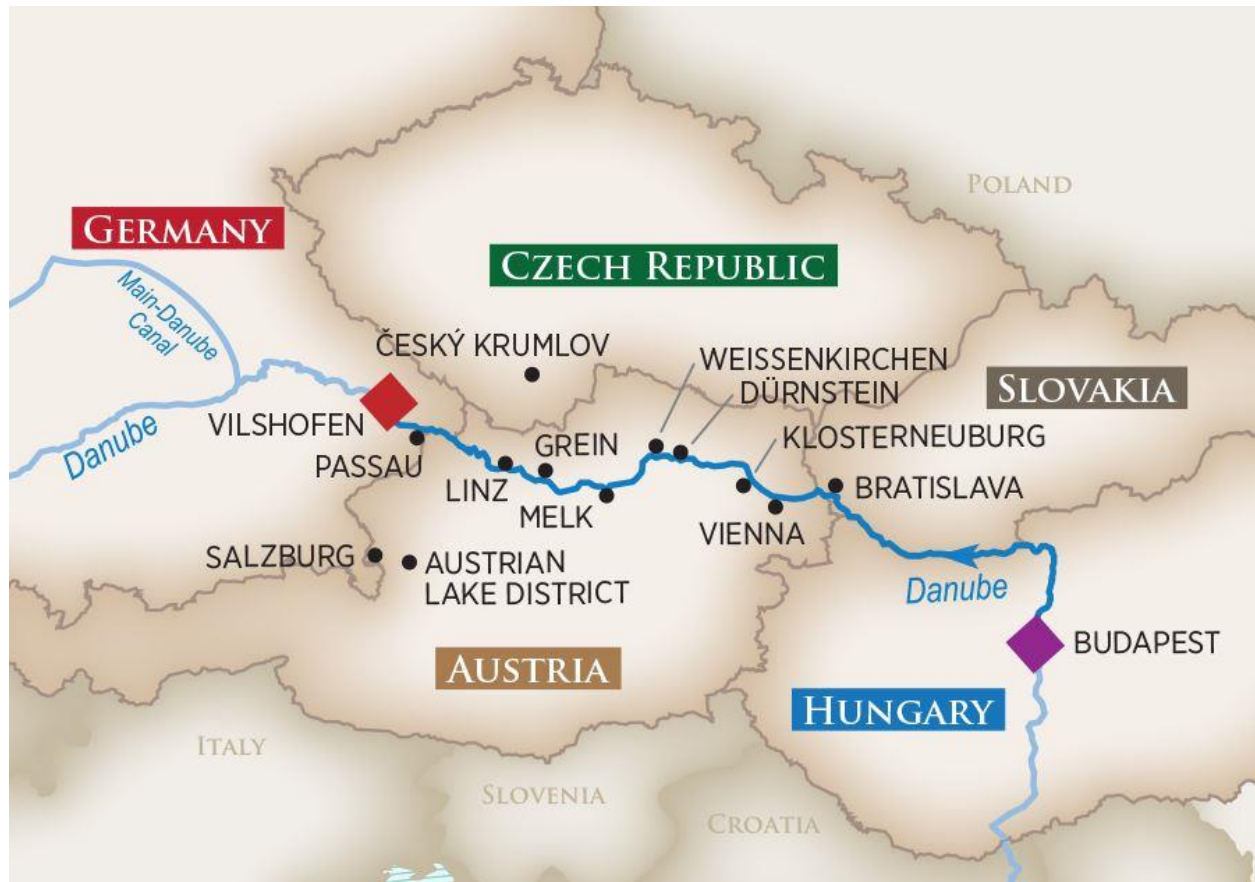 POLAND
GERMANY
CZECH REPUBLIC
Main-Danube
Canal
ČESKÝ KRUMLOV
WEISSENKIRCHEN
DÜRNSTEIN
SLOVAKIA
VILSHOFEN
Danube
KLOSTERNEUBURG
GREIN
PASSAU
LINZ
BRATISLAVA
MELK
VIENNA
SALZBURG
AUSTRIAN
LAKE DISTRICT
Danube
BUDAPEST
AUSTRIA
HUNGARY
ITALY
SLOVENIA
CROATIA